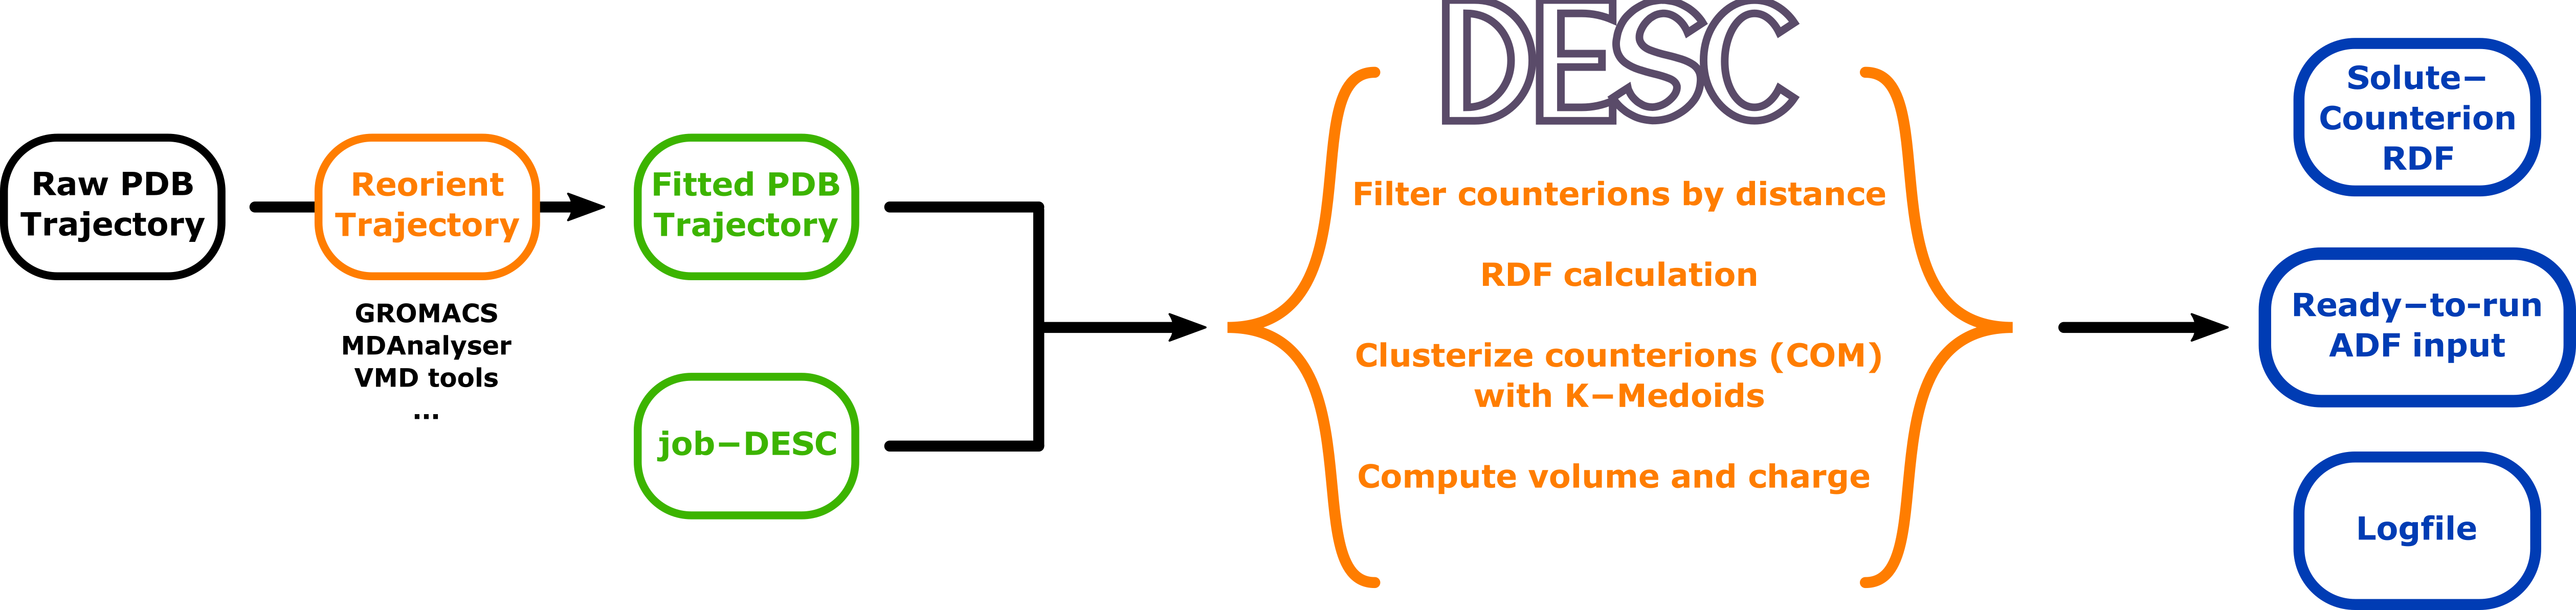 Raw PDB
Trajectory
Reorient
Trajectory
GROMACS
MDAnalyser
VMD tools
...
Fitted PDB
Trajectory
job−DESC
DESC
Filter counterions by distance
RDF calculation
Clusterize counterions (COM)
with K−Medoids
Compute volume and charge
Solute−
Counterion
RDF
Ready−to-run
ADF input
Logfile